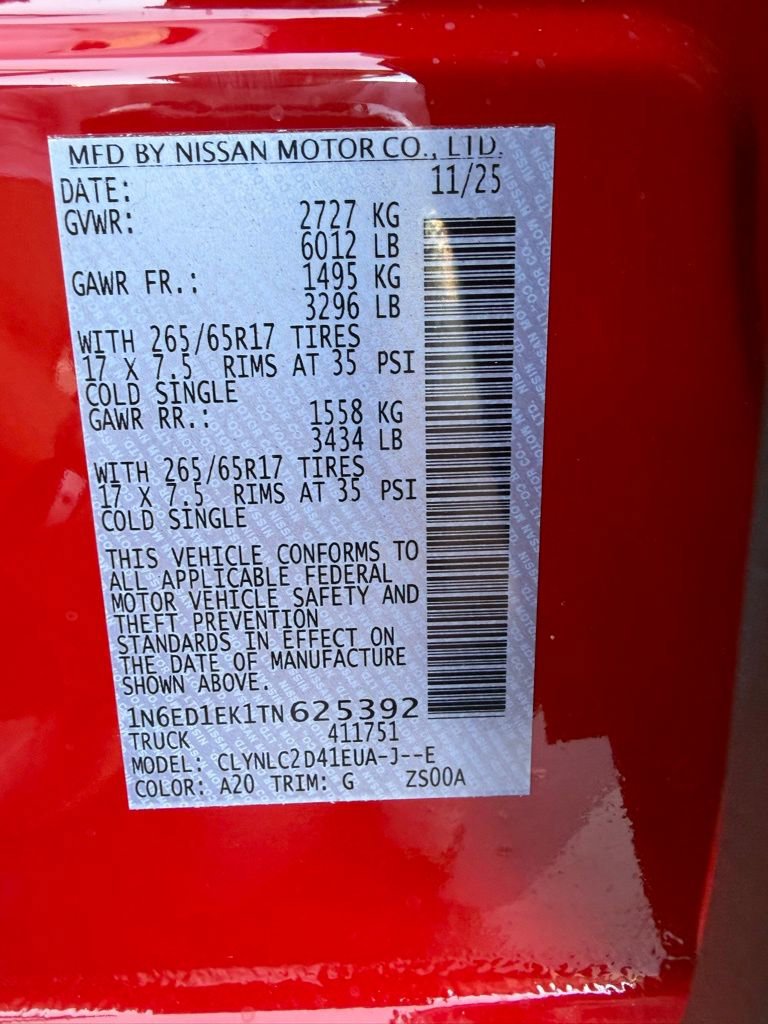 MFD BY NISSAN MOTOR CO., LTD.
DATE: 11/25
GVWR: 2727 KG
6012 LB
GAWR FR.: 1495 KG
3296 LB
WITH 265/65R17 TIRES
17 X 7.5 RIMS AT 35 PSI
COLD SINGLE
GAWR RR.: 1558 KG
3434 LB
WITH 265/65R17 TIRES
17 X 7.5 RIMS AT 35 PSI
COLD SINGLE
THIS VEHICLE CONFORMS TO
ALL APPLICABLE FEDERAL
MOTOR VEHICLE SAFETY AND
THEFT PREVENTION
STANDARDS IN EFFECT ON
THE DATE OF MANUFACTURE
SHOWN ABOVE.
1N6ED1EK1TN625392
TRUCK 411751
MODEL: CLYNLC2D41EUA-J--E
COLOR: A20 TRIM: G ZS00A